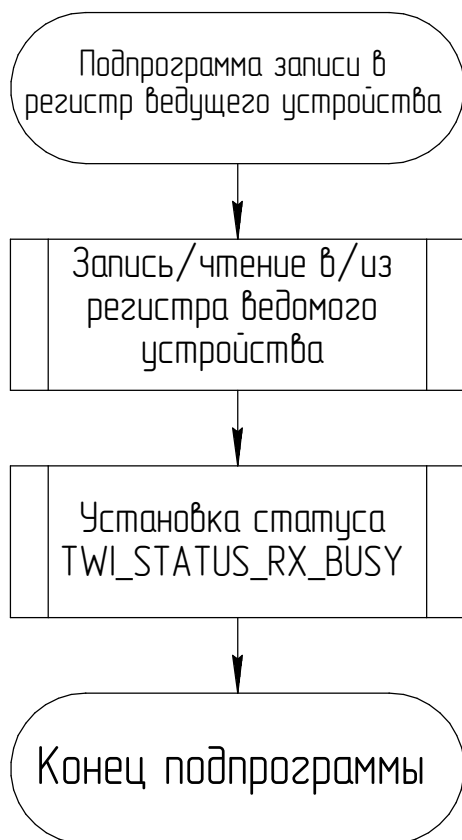 Подпрограмма записи в
регистр ведущего устройства
Запись/чтение в/из
регистра ведомого
устройства
Установка статуса
TWI_STATUS_RX_BUSY
Конец подпрограммы